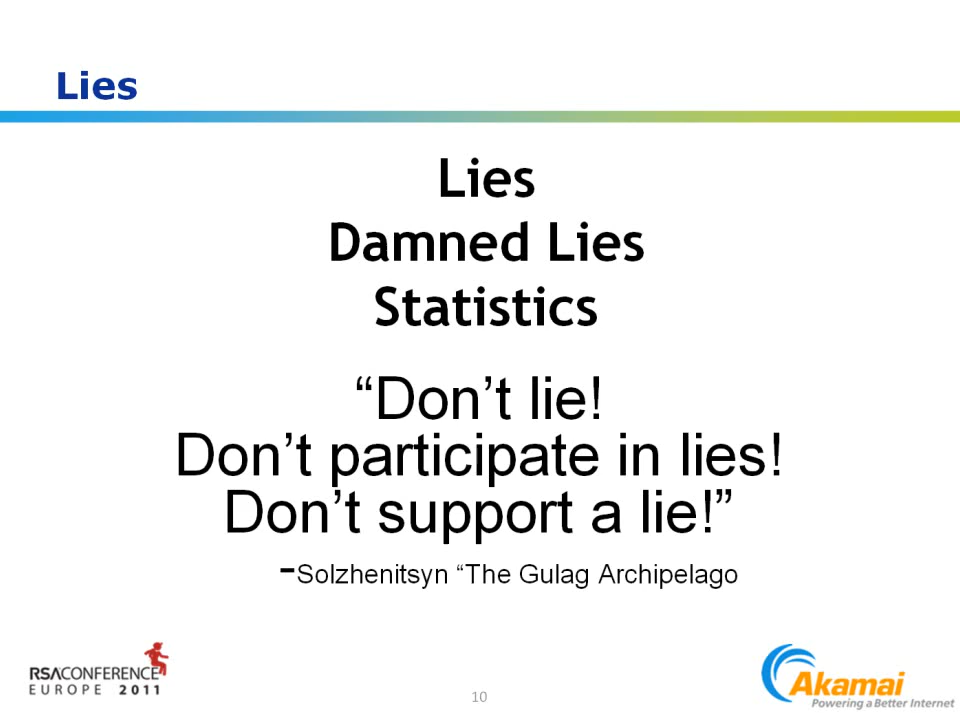 Lies
Lies
Damned Lies
Statistics
“Don’t lie!
Don’t participate in lies!
Don’t support a lie!”
-Solzhenitsyn “The Gulag Archipelago
RSACONFERENCE
EUROPE 2011
10
Akamai
Powering a Better Internet